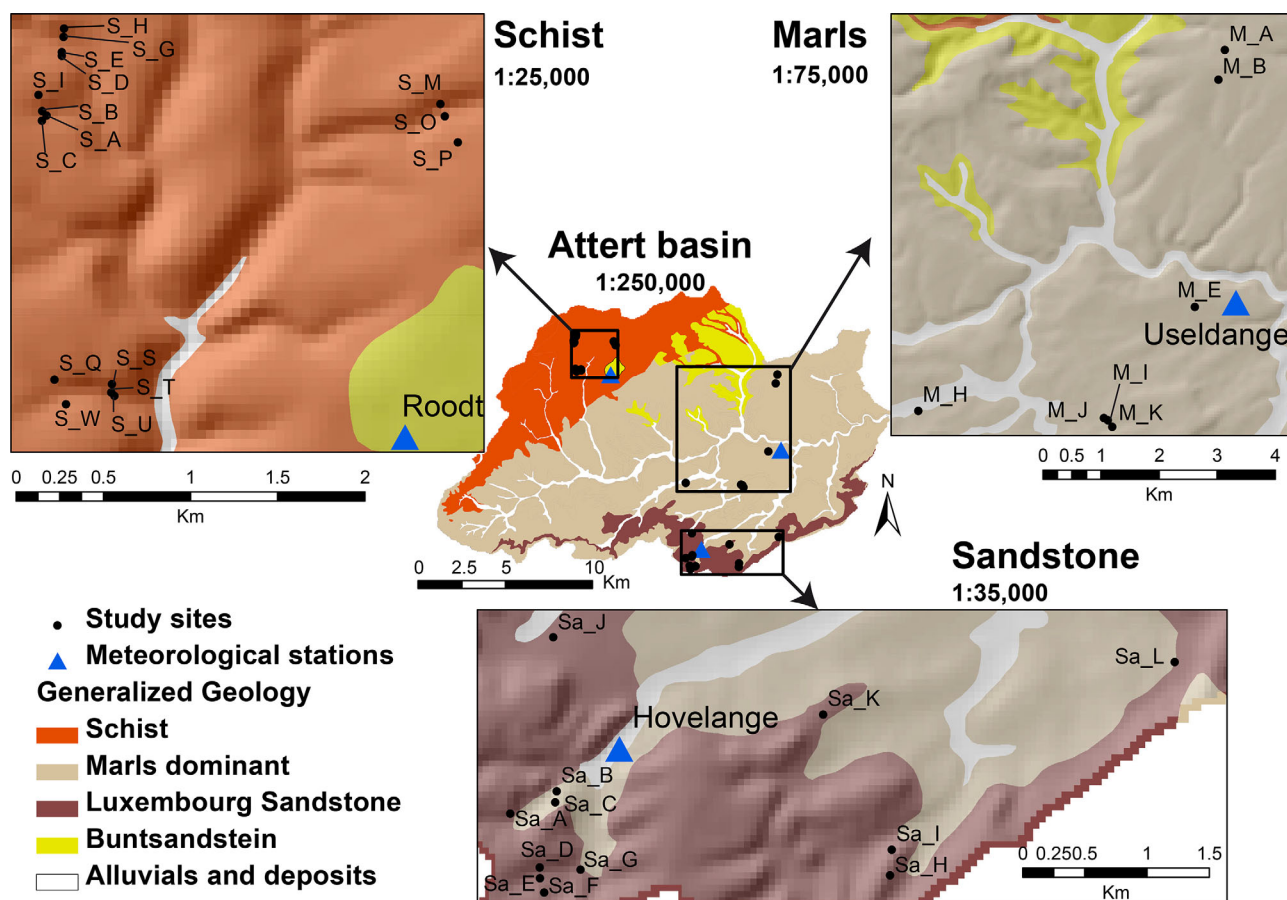 Schist
1:25,000
Marls
1:75,000
S_H
S_G
S_E
S_D
S_I
S_B
S_A
S_C
S_M
S_O
S_P
S_Q
S_S
S_T
S_W
S_U
Roodt
0 0.25 0.5 1 2
Km
M_A
M_B
M_E
Useldange
M_I
M_H
M_J
M_K
0 0.5 1 2 3 4
Km
Attert basin
1:250,000
N
0 2.5 5 10
Km
Sandstone
1:35,000
Sa_J
Sa_L
Sa_K
Hovelange
Sa_B
Sa_C
Sa_A
Sa_D
Sa_G
Sa_E
Sa_F
Sa_I
Sa_H
0 0.25 0.5 1 1.5
Km
Study sites
Meteorological stations
Generalized Geology
Schist
Marls dominant
Luxembourg Sandstone
Buntsandstein
Alluvials and deposits